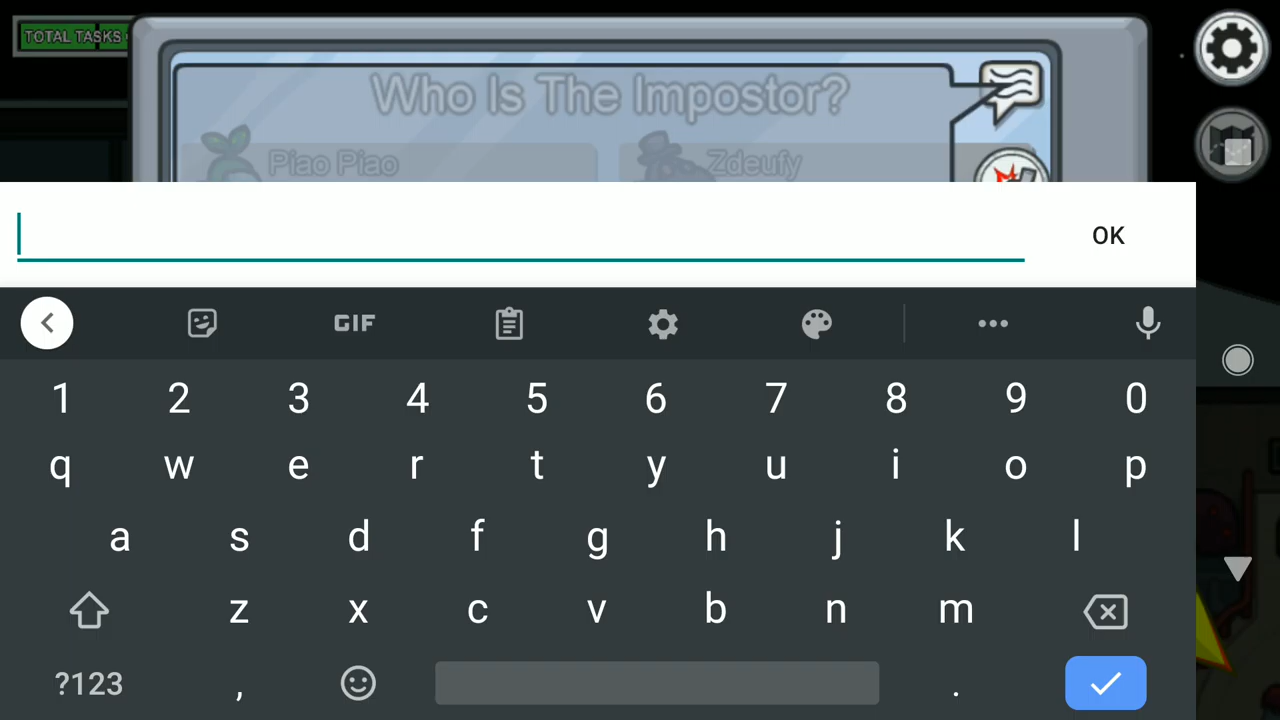 TOTAL TASKS
Who Is The Impostor?
Piao Piao
Zdeufy
OK
GIF
1 2 3 4 5 6 7 8 9 0
q w e r t y u i o p
a s d f g h j k l
z x c v b n m
?123 , .